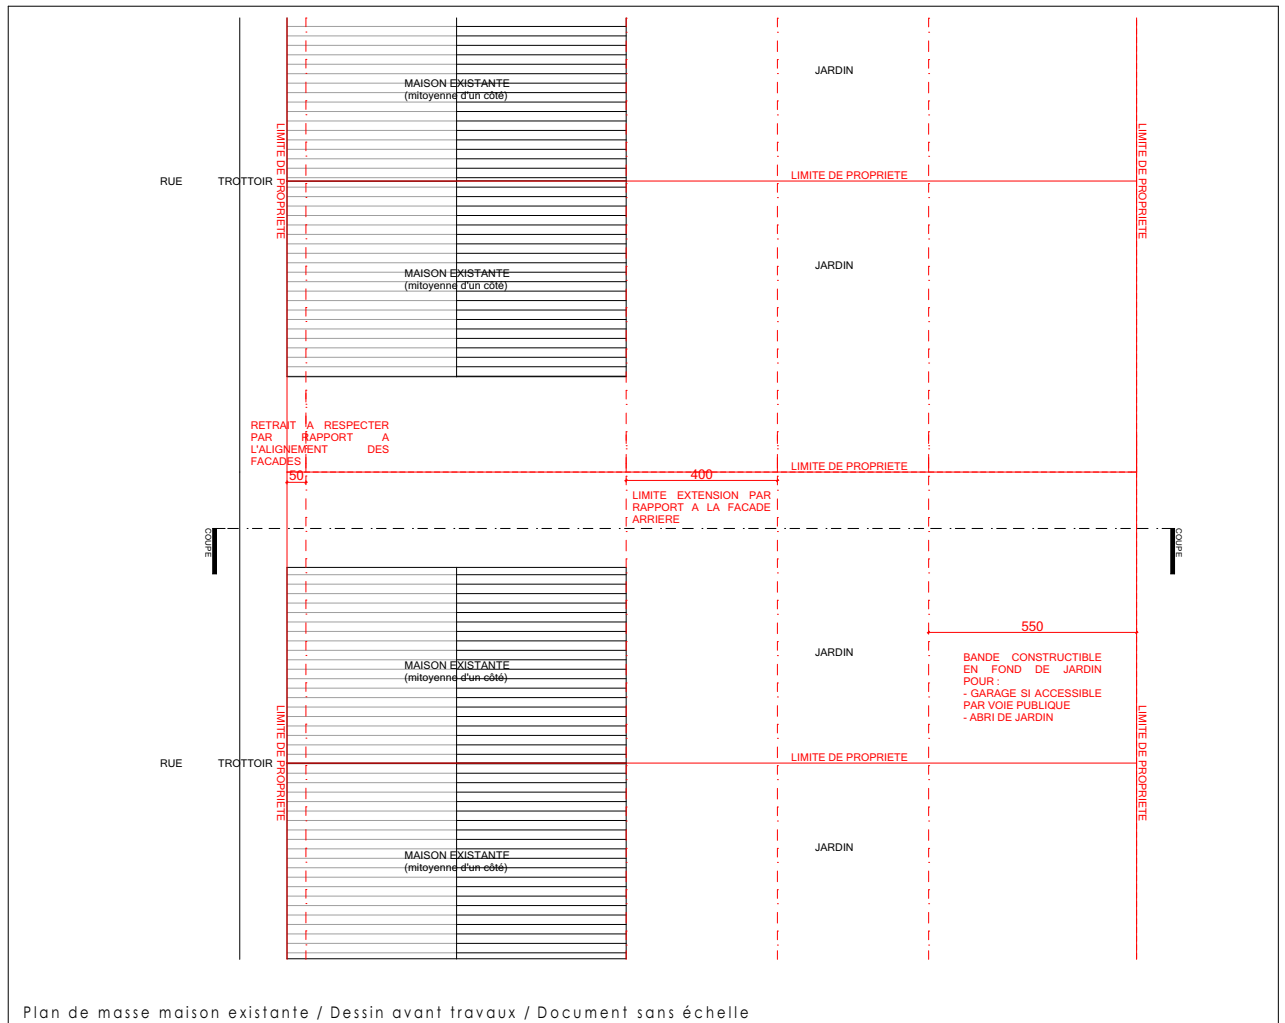 MAISON EXISTANTE
(mitoyenne d'un côté)
JARDIN
LIMITE DE PROPRIETE
LIMITE DE PROPRIETE
RUE
TROTTOIR
LIMITE DE PROPRIETE
MAISON EXISTANTE
(mitoyenne d'un côté)
JARDIN
RETRAIT A RESPECTER
PAR RAPPORT A
L'ALIGNEMENT DES
FACADES
50
LIMITE DE PROPRIETE
400
LIMITE EXTENSION PAR
RAPPORT A LA FACADE
ARRIERE
COUPE
COUPE
550
MAISON EXISTANTE
(mitoyenne d'un côté)
JARDIN
BANDE CONSTRUCTIBLE
EN FOND DE JARDIN
POUR :
- GARAGE SI ACCESSIBLE
PAR VOIE PUBLIQUE
- ABRI DE JARDIN
LIMITE DE PROPRIETE
LIMITE DE PROPRIETE
RUE
TROTTOIR
LIMITE DE PROPRIETE
MAISON EXISTANTE
(mitoyenne d'un côté)
JARDIN
Plan de masse maison existante / Dessin avant travaux / Document sans échelle